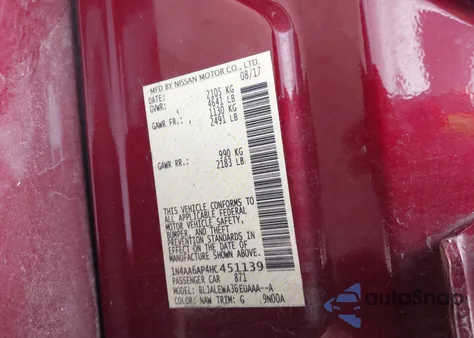 MFD BY NISSAN MOTOR CO., LTD.
DATE: 08/17
GVWR: 2105 KG
4641 LB
GAWR FR.: 1130 KG
2491 LB
GAWR RR.: 990 KG
2183 LB
THIS VEHICLE CONFORMS TO
ALL APPLICABLE FEDERAL
MOTOR VEHICLE SAFETY,
BUMPER, AND THEFT
PREVENTION STANDARDS IN
EFFECT ON THE DATE OF
MANUFACTURE SHOWN ABOVE.
1N4AA6AP4HC451139
PASSENGER CAR 871
MODEL: BLJALEWA36EUAAA--A
COLOR: NAW TRIM: G 9N00A
autoSnap